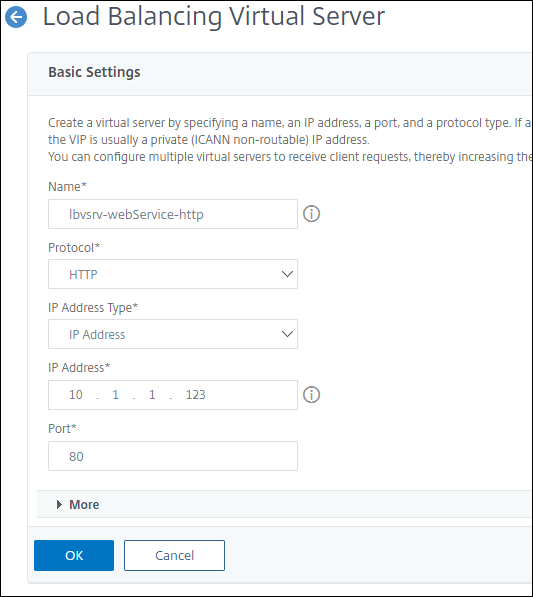 Load Balancing Virtual Server
Basic Settings
Create a virtual server by specifying a name, an IP address, a port, and a protocol type. If a
the VIP is usually a private (ICANN non-routable) IP address.
You can configure multiple virtual servers to receive client requests, thereby increasing the
Name*
lbvsrv-webService-http
Protocol*
HTTP
IP Address Type*
IP Address
IP Address*
10 . 1 . 1 . 123
Port*
80
More
OK Cancel